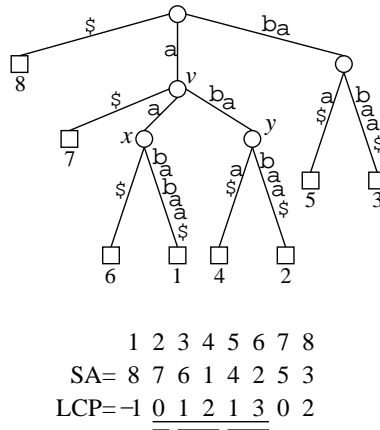 $ a ba
8
$ a v ba
7 x y
a $ b a a $
5 3
$ b a b a a $ $ a b a a $
6 1 4 2
1 2 3 4 5 6 7 8
SA= 8 7 6 1 4 2 5 3
LCP= −1 0 1 2 1 3 0 2